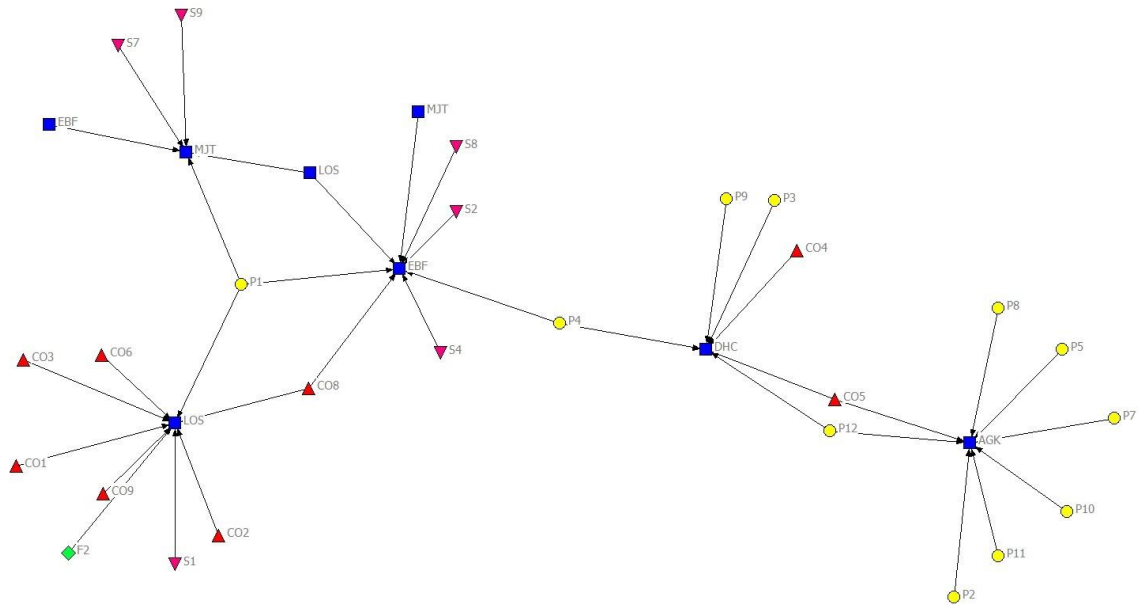 S9
S7
MJT
EBF
S8
MJT
LOS
P9
P3
S2
CO4
EBF
P1
P8
P4
DHC
P5
S4
CO3
CO6
CO8
CO5
P7
LOS
P12
AGK
CO1
CO9
P10
CO2
F2
P11
S1
P2